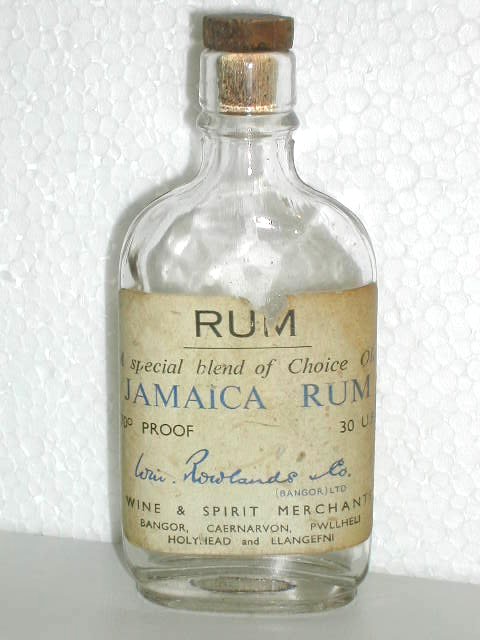 RUM
A special blend of Choice
JAMAICA RUM
PROOF 30 U.
Wm. Rowlands & Co.
(BANGOR) LTD
WINE & SPIRIT MERCHANTS
BANGOR, CAERNARVON, PWLLHELI
HOLYHEAD and LLANGEFNI